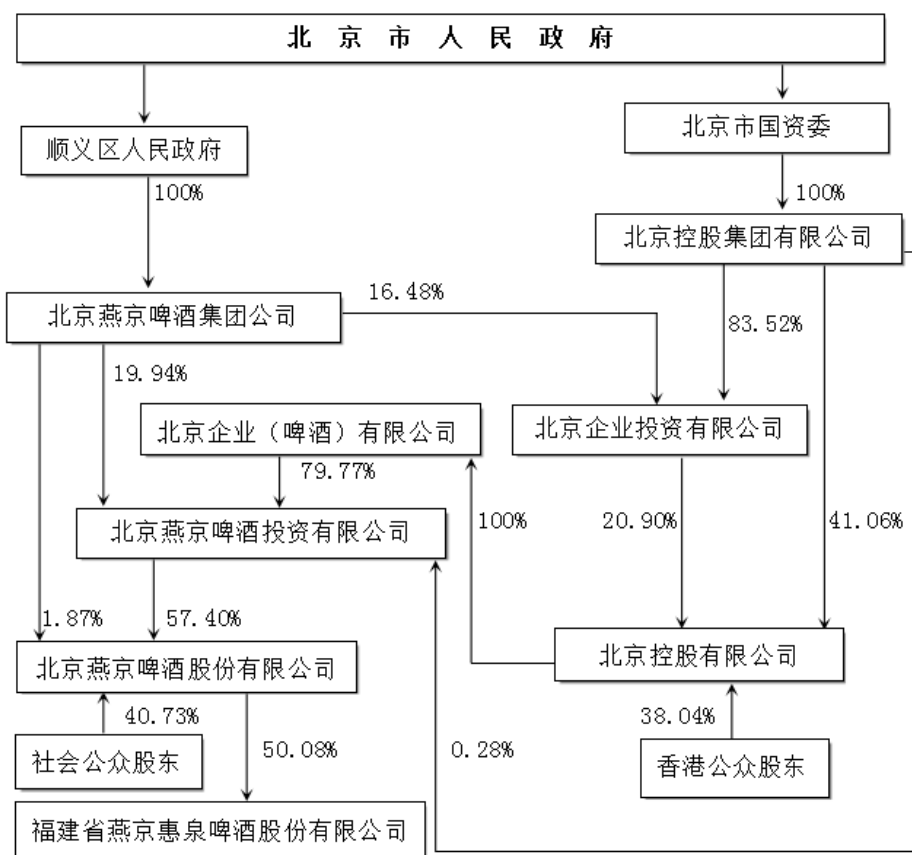 北京市人民政府
顺义区人民政府
北京市国资委
100%
100%
北京控股集团有限公司
北京燕京啤酒集团公司
16.48%
83.52%
19.94%
北京企业（啤酒）有限公司
北京企业投资有限公司
79.77%
北京燕京啤酒投资有限公司
100%
20.90%
41.06%
1.87%
57.40%
北京燕京啤酒股份有限公司
北京控股有限公司
40.73%
38.04%
社会公众股东
50.08%
0.28%
香港公众股东
福建省燕京惠泉啤酒股份有限公司